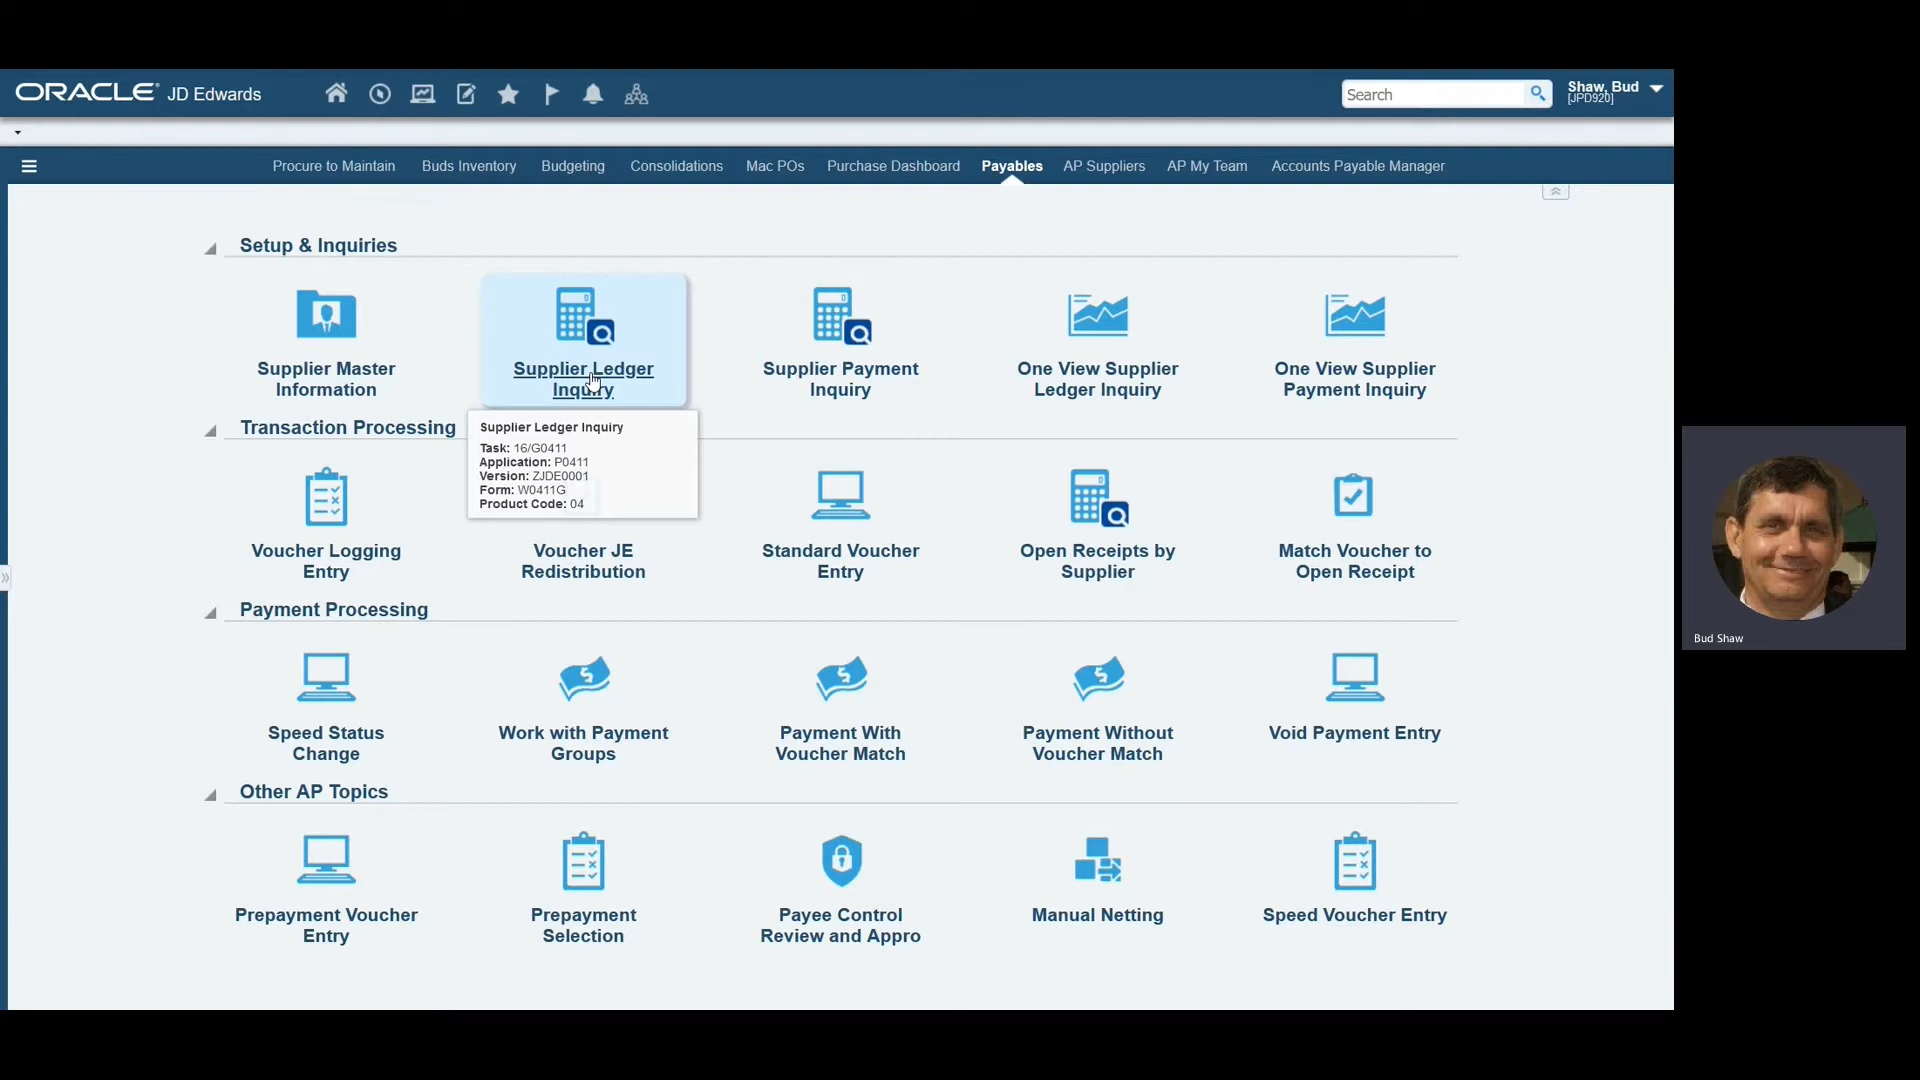 ORACLE JD Edwards
Search
Shaw, Bud
[JPD920]
Procure to Maintain
Buds Inventory
Budgeting
Consolidations
Mac POs
Purchase Dashboard
Payables
AP Suppliers
AP My Team
Accounts Payable Manager
Setup & Inquiries
Supplier Master
Information
Supplier Ledger
Inquiry
Supplier Payment
Inquiry
One View Supplier
Ledger Inquiry
One View Supplier
Payment Inquiry
Supplier Ledger Inquiry
Task: 16/G0411
Application: P0411
Version: ZJDE0001
Form: W0411G
Product Code: 04
Transaction Processing
Voucher Logging
Entry
Voucher JE
Redistribution
Standard Voucher
Entry
Open Receipts by
Supplier
Match Voucher to
Open Receipt
Payment Processing
Speed Status
Change
Work with Payment
Groups
Payment With
Voucher Match
Payment Without
Voucher Match
Void Payment Entry
Other AP Topics
Prepayment Voucher
Entry
Prepayment
Selection
Payee Control
Review and Appro
Manual Netting
Speed Voucher Entry
Bud Shaw